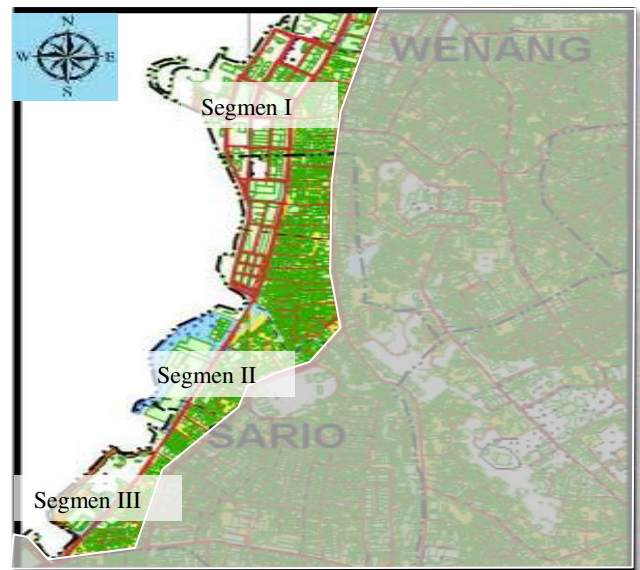 N
W E
S
WENANG
Segmen I
Segmen II
SARIO
Segmen III